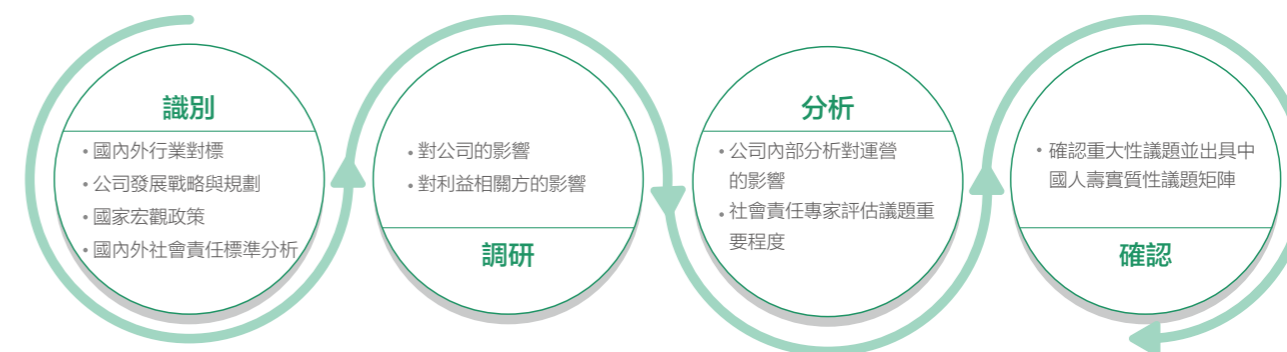 識別
• 國內外行業對標
• 公司發展戰略與規劃
• 國家宏觀政策
• 國內外社會責任標準分析
• 對公司的影響
• 對利益相關方的影響
調研
分析
• 公司內部分析對運營
的影響
• 社會責任專家評估議題重
要程度
• 確認重大性議題並出具中
國人壽實質性議題矩陣
確認